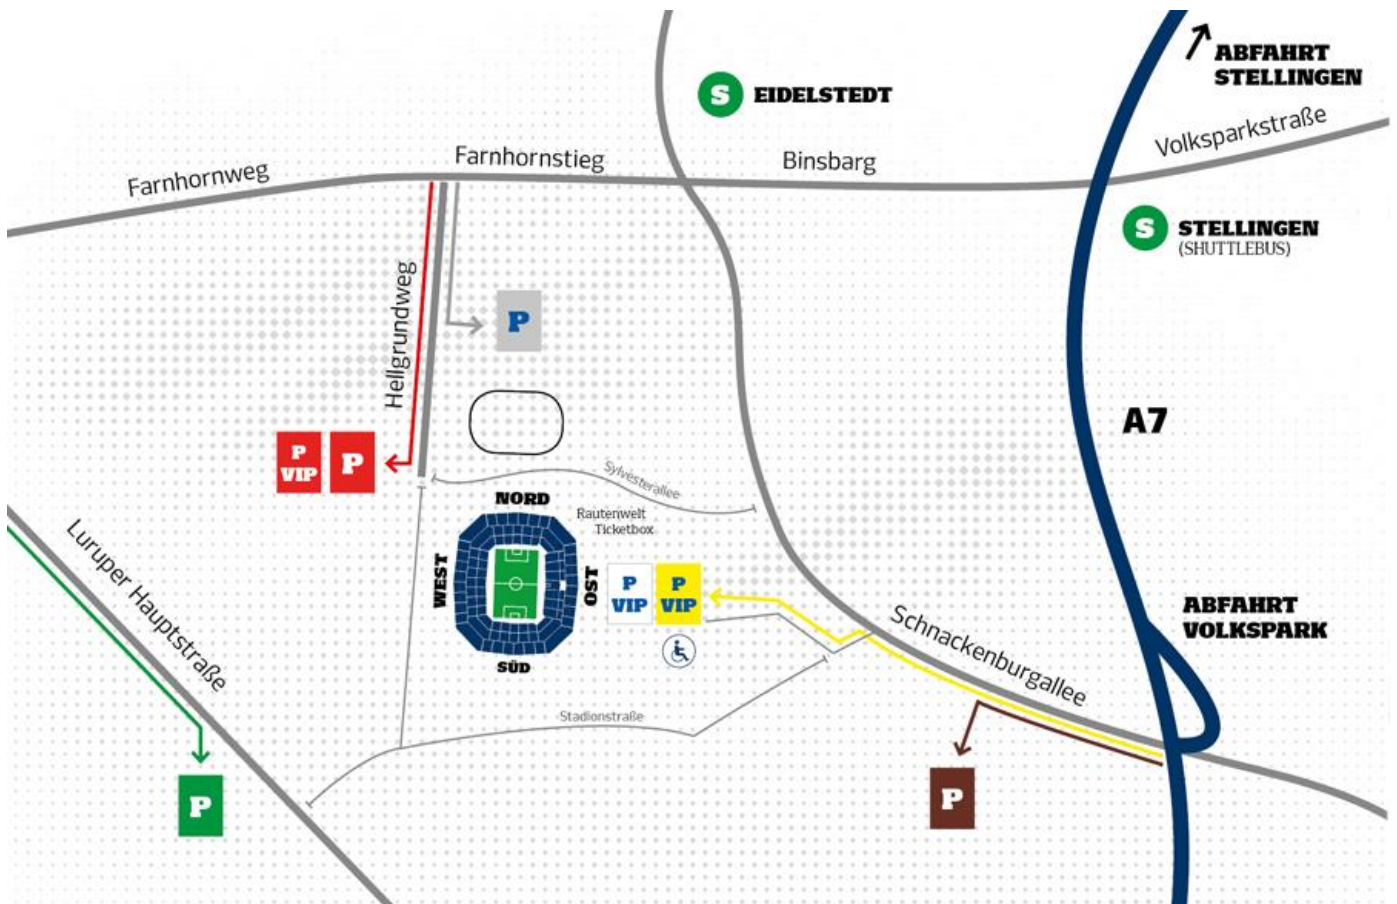 ABFAHRT
STELLINGEN
S EIDELSTEDT
Volksparkstraße
Farnhornstieg
Binsbarg
Farnhornweg
S STELLINGEN
(SHUTTLEBUS)
Hellgrundweg
P
A7
P
VIP
P
Sylvesterallee
NORD
Rautenwelt
Ticketbox
WEST
OST
P
VIP
P
VIP
SÜD
Luruper Hauptstraße
Schnackenburgallee
ABFAHRT
VOLKSPARK
Stadionstraße
P
P